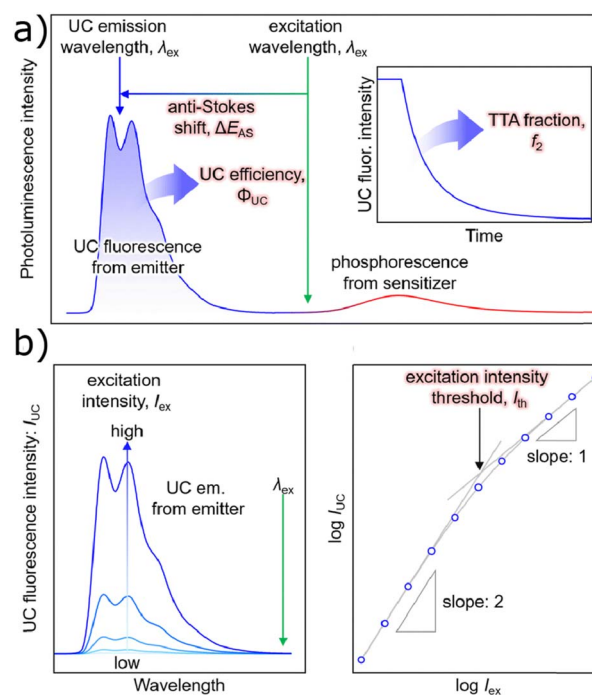 a)
UC emission
wavelength, λex
excitation
wavelength, λex
anti-Stokes
shift, ΔEAS
UC efficiency,
ΦUC
UC fluorescence
from emitter
phosphorescence
from sensitizer
Photoluminescence intensity
TTA fraction,
f2
UC fluor. intensity
Time
b)
excitation
intensity, Iex
high
UC em.
from emitter
λex
low
UC fluorescence intensity: IUC
Wavelength
excitation intensity
threshold, Ith
slope: 1
slope: 2
log IUC
log Iex